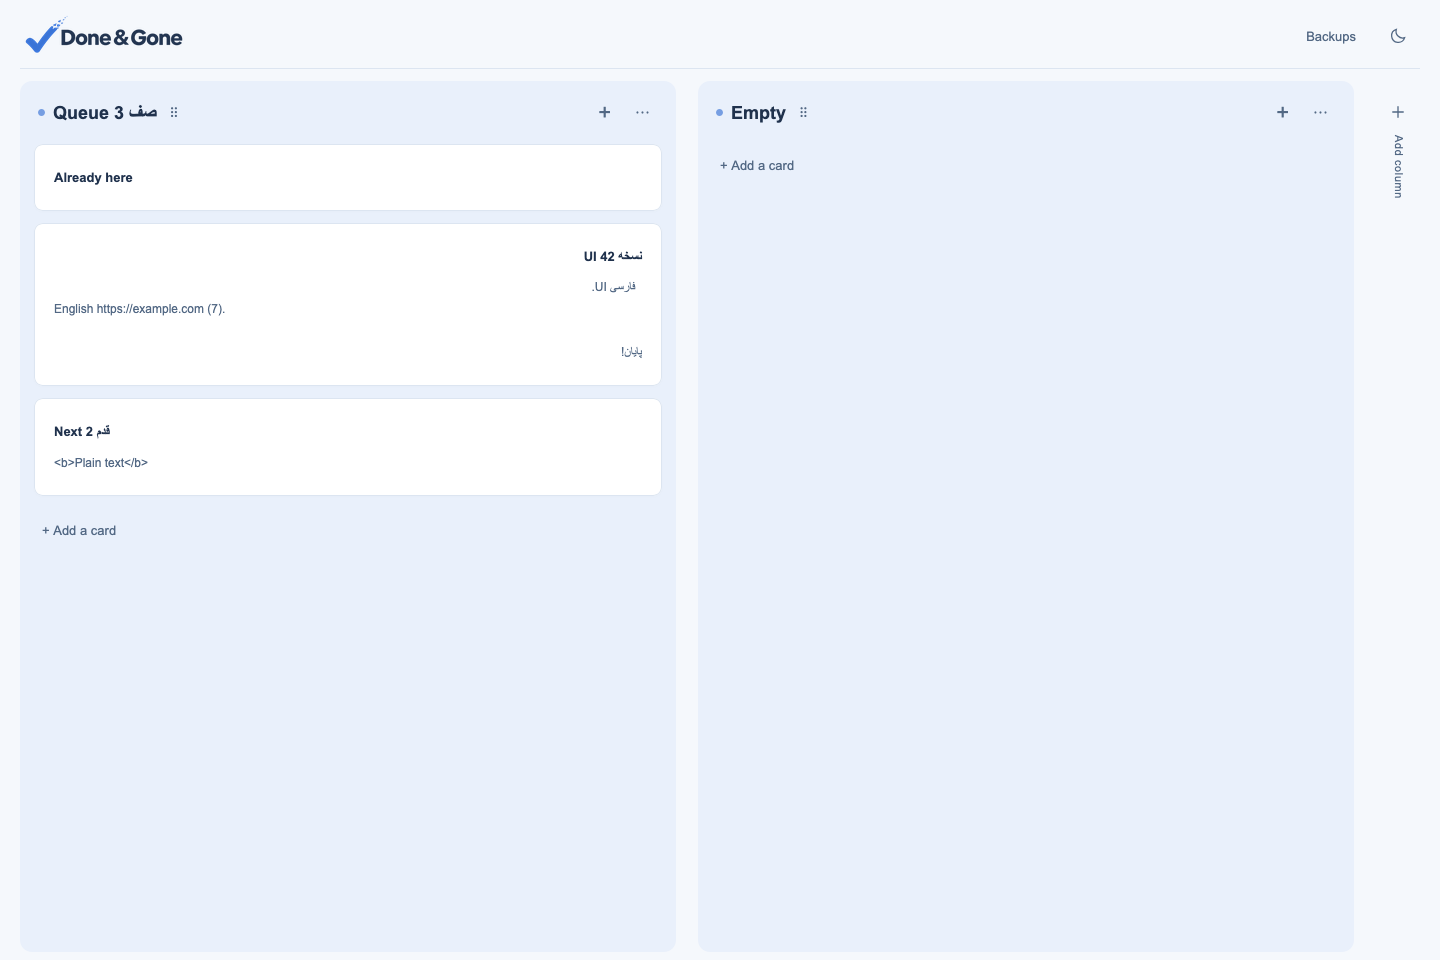 Done & Gone
Backups
Queue 3 صف
Already here
نسخه 42 UI
فارسی UI.
English https://example.com (7).
پایان!
Next 2 قدم
<b>Plain text</b>
+ Add a card
Empty
+ Add a card
Add column